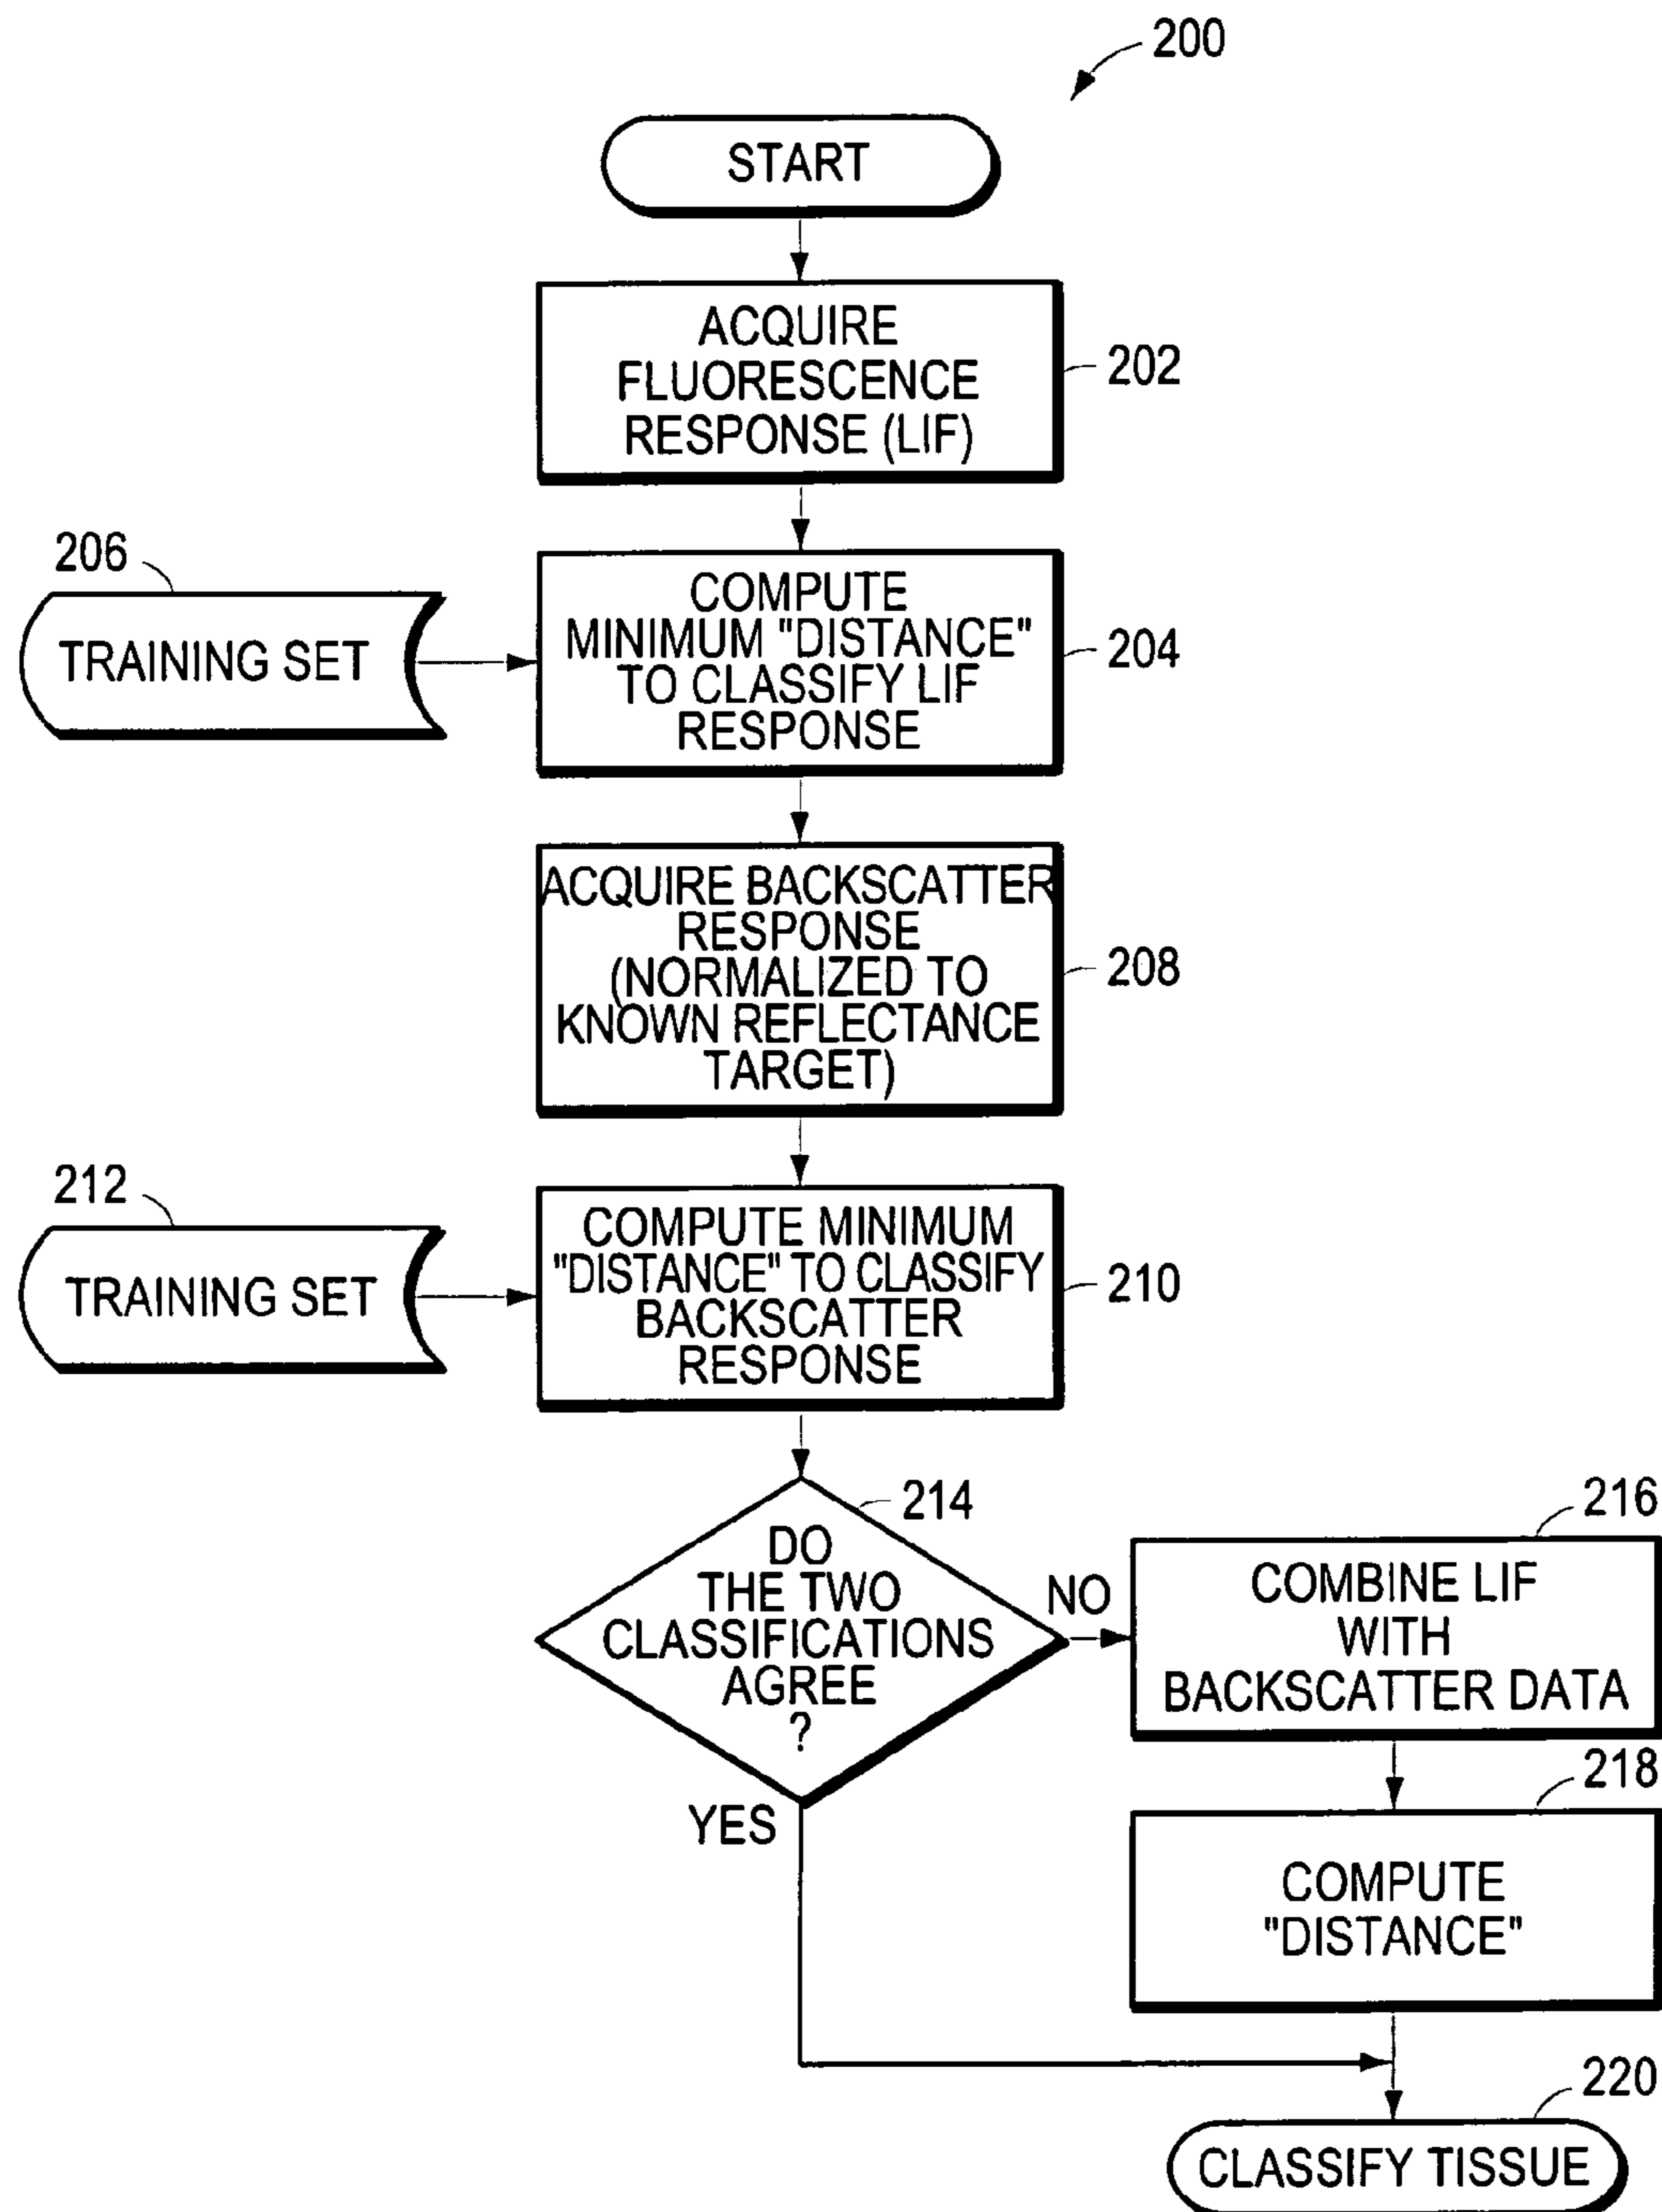 200
START
ACQUIRE
FLUORESCENCE
RESPONSE (LIF)
202
206
TRAINING SET
COMPUTE
MINIMUM "DISTANCE"
TO CLASSIFY LIF
RESPONSE
204
ACQUIRE BACKSCATTER
RESPONSE
(NORMALIZED TO
KNOWN REFLECTANCE
TARGET)
208
212
TRAINING SET
COMPUTE MINIMUM
"DISTANCE" TO CLASSIFY
BACKSCATTER
RESPONSE
210
214
DO
THE TWO
CLASSIFICATIONS
AGREE
?
NO
YES
216
COMBINE LIF
WITH
BACKSCATTER DATA
218
COMPUTE
"DISTANCE"
220
CLASSIFY TISSUE